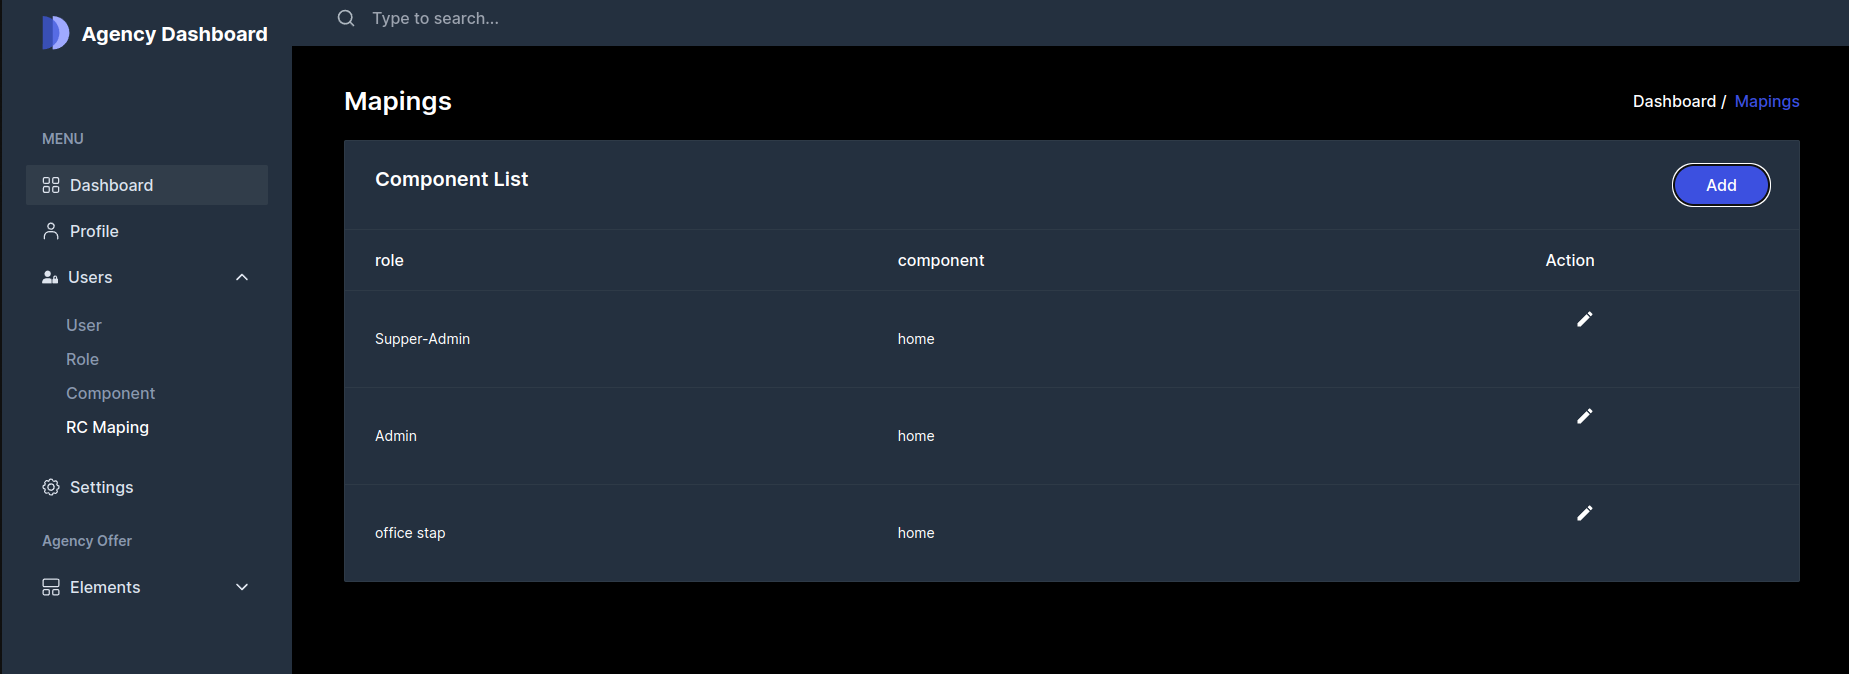 Agency Dashboard
Type to search...
MENU
Dashboard
Profile
Users
User
Role
Component
RC Maping
Settings
Agency Offer
Elements
Mapings
Dashboard / Mapings
Component List
Add
role component Action
Supper-Admin home
Admin home
office stap home